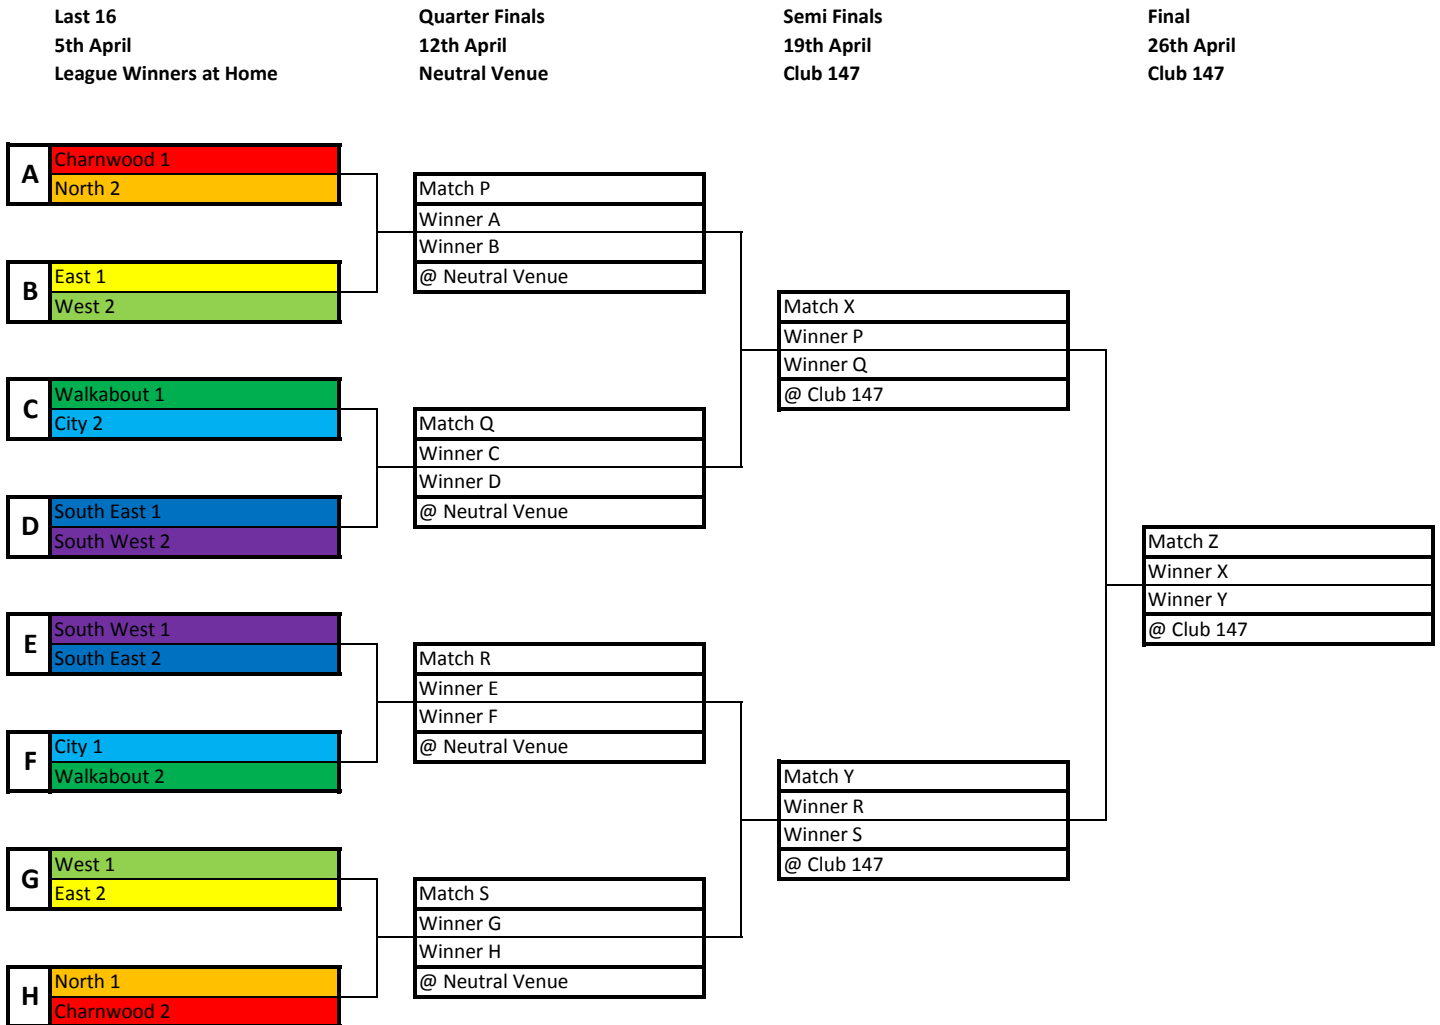 Last 16
5th April
League Winners at Home
Quarter Finals
12th April
Neutral Venue
Semi Finals
19th April
Club 147
Final
26th April
Club 147
A
Charnwood 1
North 2
B
East 1
West 2
C
Walkabout 1
City 2
D
South East 1
South West 2
E
South West 1
South East 2
F
City 1
Walkabout 2
G
West 1
East 2
H
North 1
Charnwood 2
Match P
Winner A
Winner B
@ Neutral Venue
Match Q
Winner C
Winner D
@ Neutral Venue
Match R
Winner E
Winner F
@ Neutral Venue
Match S
Winner G
Winner H
@ Neutral Venue
Match X
Winner P
Winner Q
@ Club 147
Match Y
Winner R
Winner S
@ Club 147
Match Z
Winner X
Winner Y
@ Club 147